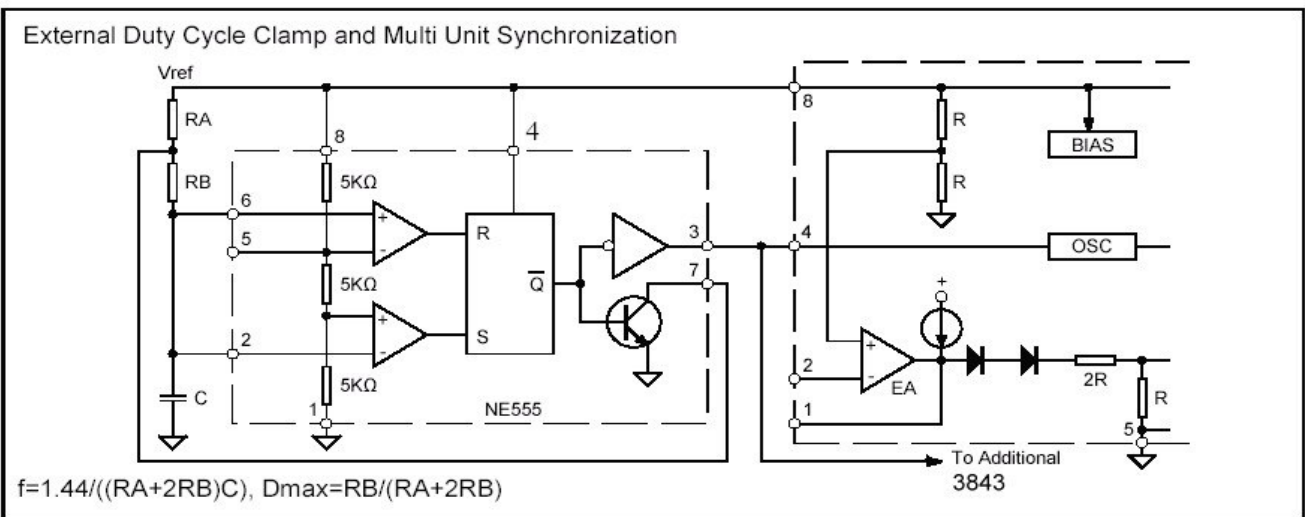 External Duty Cycle Clamp and Multi Unit Synchronization
Vref
RA
8
4
8
R
BIAS
RB
5KΩ
R
6
+
5
-
R
3
4
OSC
7
5KΩ
Q
+
+
S
2
-
2
+
-
EA
2R
R
5KΩ
1
C
1
NE555
5
To Additional
3843
f=1.44/((RA+2RB)C), Dmax=RB/(RA+2RB)